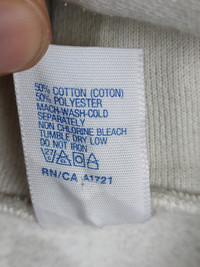 50% COTTON (COTON)
50% POLYESTER
MACH-WASH-COLD
SEPARATELY
NON CHLORINE BLEACH
TUMBLE DRY LOW
DO NOT IRON
RN/CA A1721